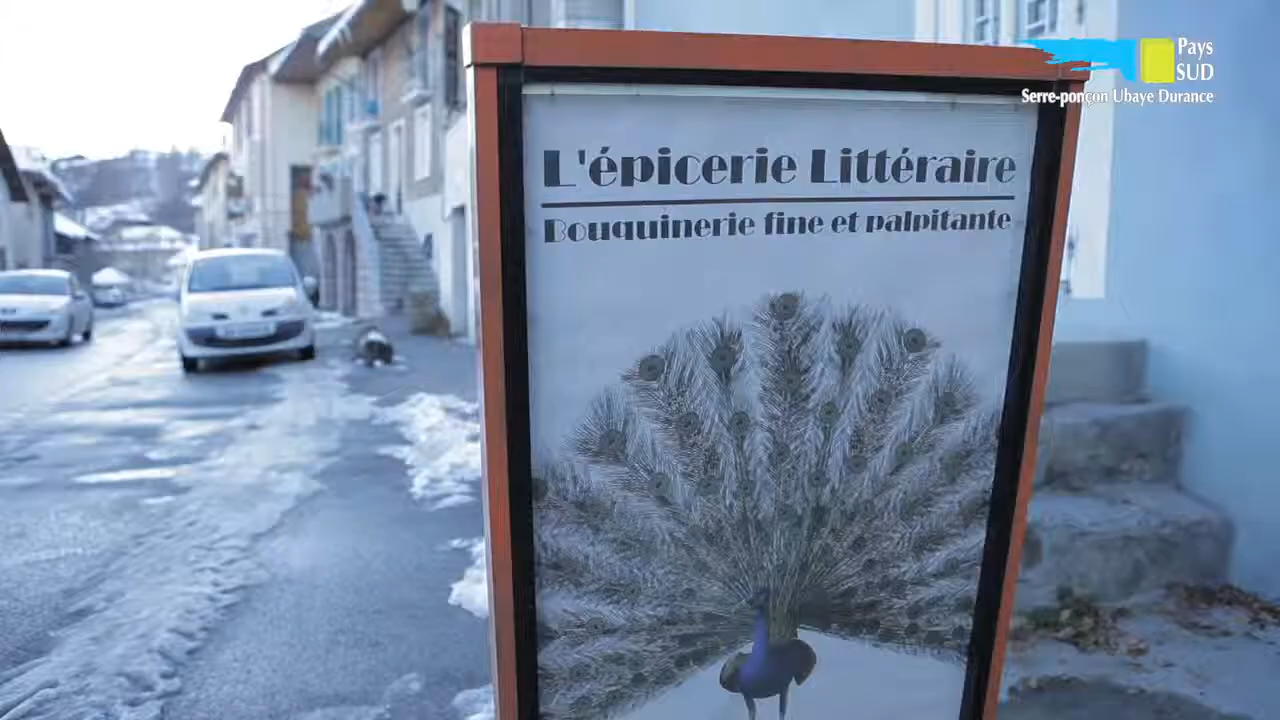 Pays
SUD
Serre-ponçon Ubaye Durance
L'épicerie Littéraire
Bouquinerie fine et palpitante